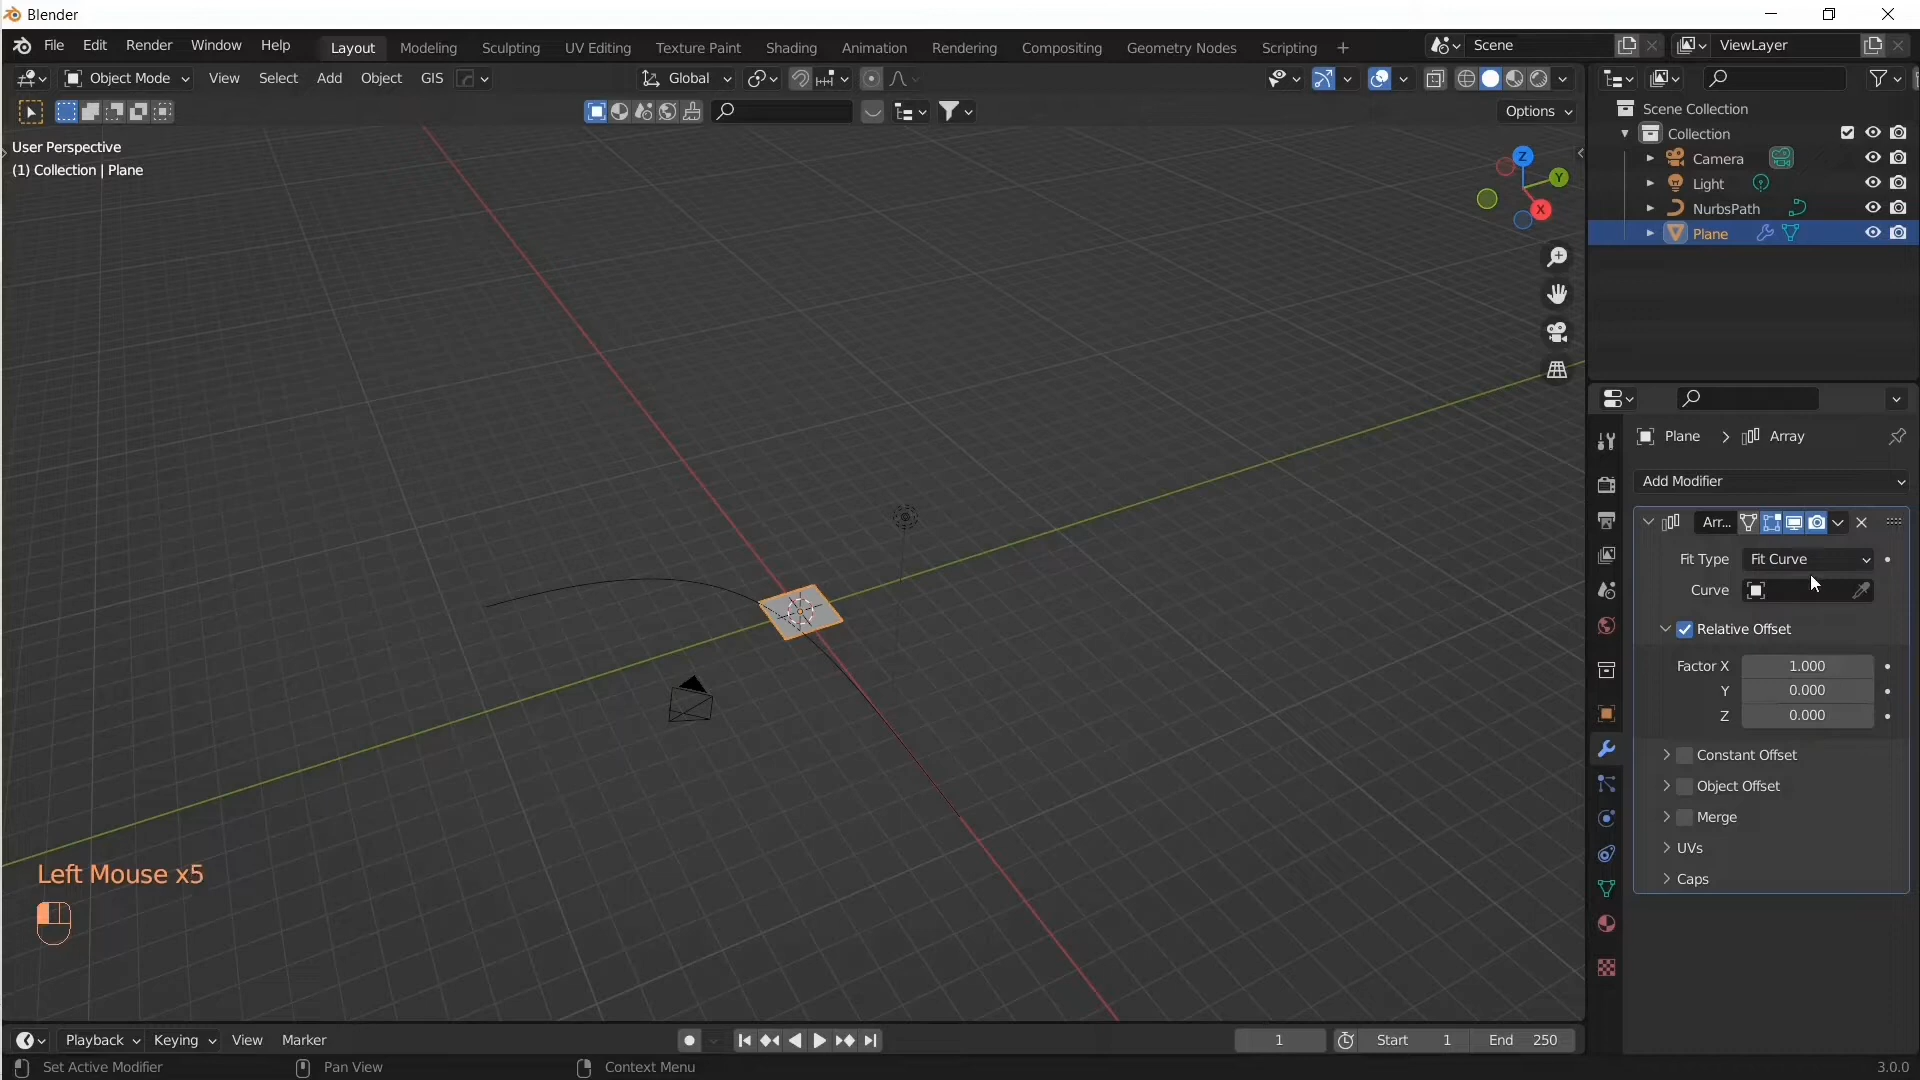 Blender
File Edit Render Window Help Layout Modeling Sculpting UV Editing Texture Paint Shading Animation Rendering Compositing Geometry Nodes Scripting + Scene ViewLayer
Object Mode View Select Add Object GIS Global
Options
User Perspective
(1) Collection | Plane
Z
Y
X
Scene Collection
Collection
Camera
Light
NurbsPath
Plane
Plane > Array
Add Modifier
Arr...
Fit Type Fit Curve
Curve
Relative Offset
Factor X 1.000
Y 0.000
Z 0.000
Constant Offset
Object Offset
Merge
UVs
Caps
Left Mouse x5
Playback Keying View Marker 1 Start 1 End 250
Set Active Modifier Pan View Context Menu 3.0.0